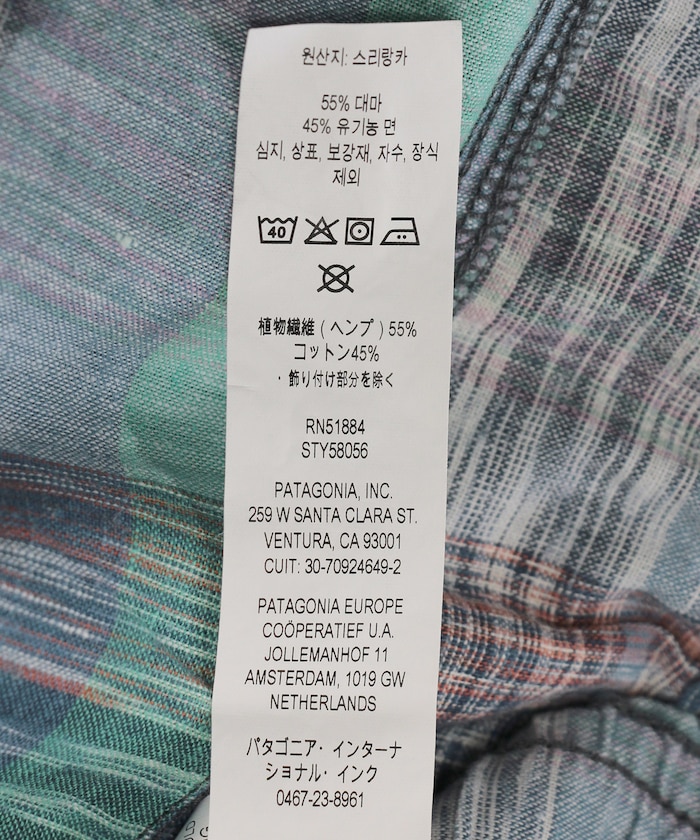 원산지: 스리랑카
55% 대마
45% 유기농 면
심지, 상표, 보강재, 자수, 장식
제외
40
植物繊維 ( ヘンプ ) 55%
コットン45%
・飾り付け部分を除く
RN51884
STY58056
PATAGONIA, INC.
259 W SANTA CLARA ST.
VENTURA, CA 93001
CUIT: 30-70924649-2
PATAGONIA EUROPE
COÖPERATIEF U.A.
JOLLEMANHOF 11
AMSTERDAM, 1019 GW
NETHERLANDS
パタゴニア・インターナ
ショナル・インク
0467-23-8961